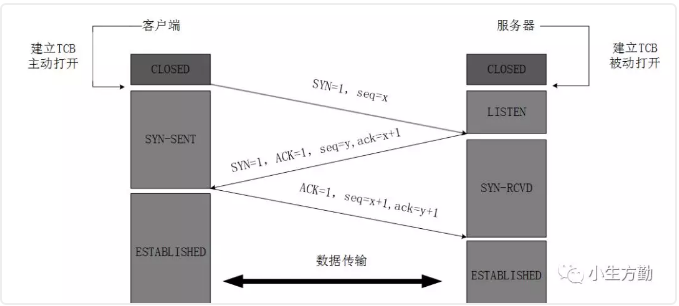 客户端
服务器
建立TCB
主动打开
建立TCB
被动打开
CLOSED
CLOSED
SYN=1, seq=x
LISTEN
SYN-SENT
SYN=1, ACK=1, seq=y,ack=x+1
SYN-RCVD
ACK=1, seq=x+1,ack=y+1
ESTABLISHED
数据传输
ESTABLISHED
小生方勤